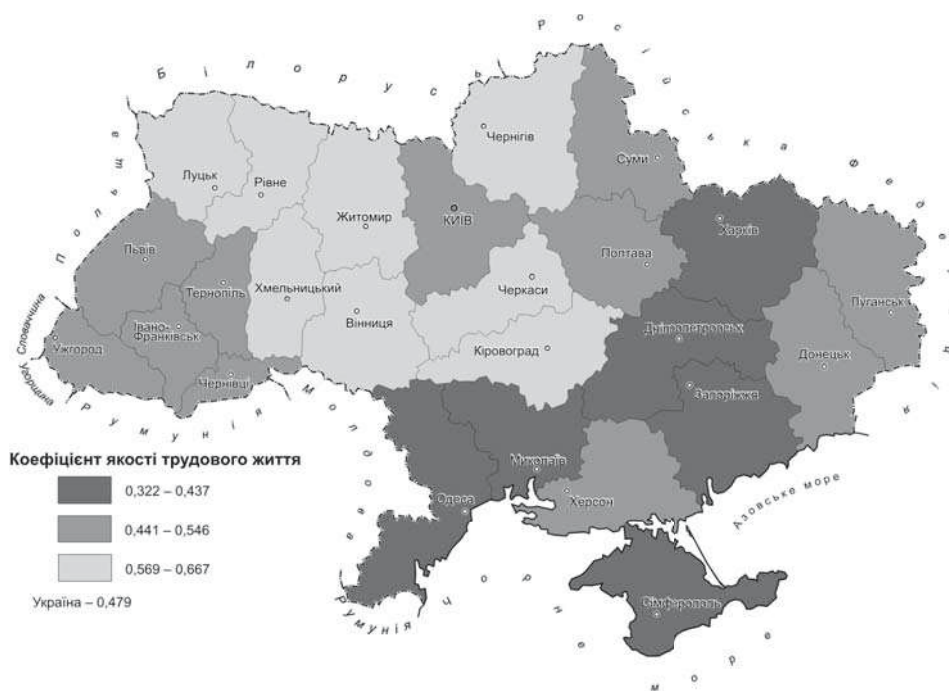 Білорусь
Російська Феде
Польща
Словаччина
Угорщина
Румунія
Молдова
Румунія
Чорне море
Азовське море
Чернігів
Суми
Луцьк
Рівне
Житомир
КИЇВ
Харків
Львів
Тернопіль
Хмельницький
Полтава
Черкаси
Вінниця
Луганськ
Івано-
Франківськ
Ужгород
Чернівці
Кіровоград
Дніпропетровськ
Донецьк
Запоріжжя
Миколаїв
Одеса
Херсон
Сімферополь
Коефіцієнт якості трудового життя
0,322 – 0,437
0,441 – 0,546
0,569 – 0,667
Україна – 0,479